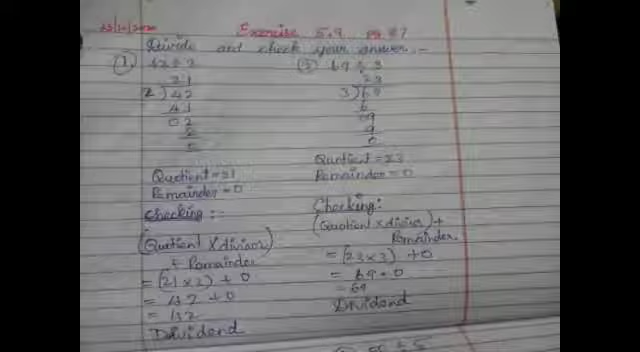 Exercise 5.9 pg 87
Divide and check your answer :-
① 42÷2
21
2)42
4↓
02
2
0
Quotient = 21
Remainder = 0
Checking :-
(Quotient × divisor)
+ Remainder
= (21×2) + 0
= 42 + 0
= 42
Dividend
69÷3
23
3)69
6
09
9
0
Quotient = 23
Remainder = 0
Checking:
(Quotient × divisor) +
Remainder
= (23×3) + 0
= 69+0
= 69
Dividend